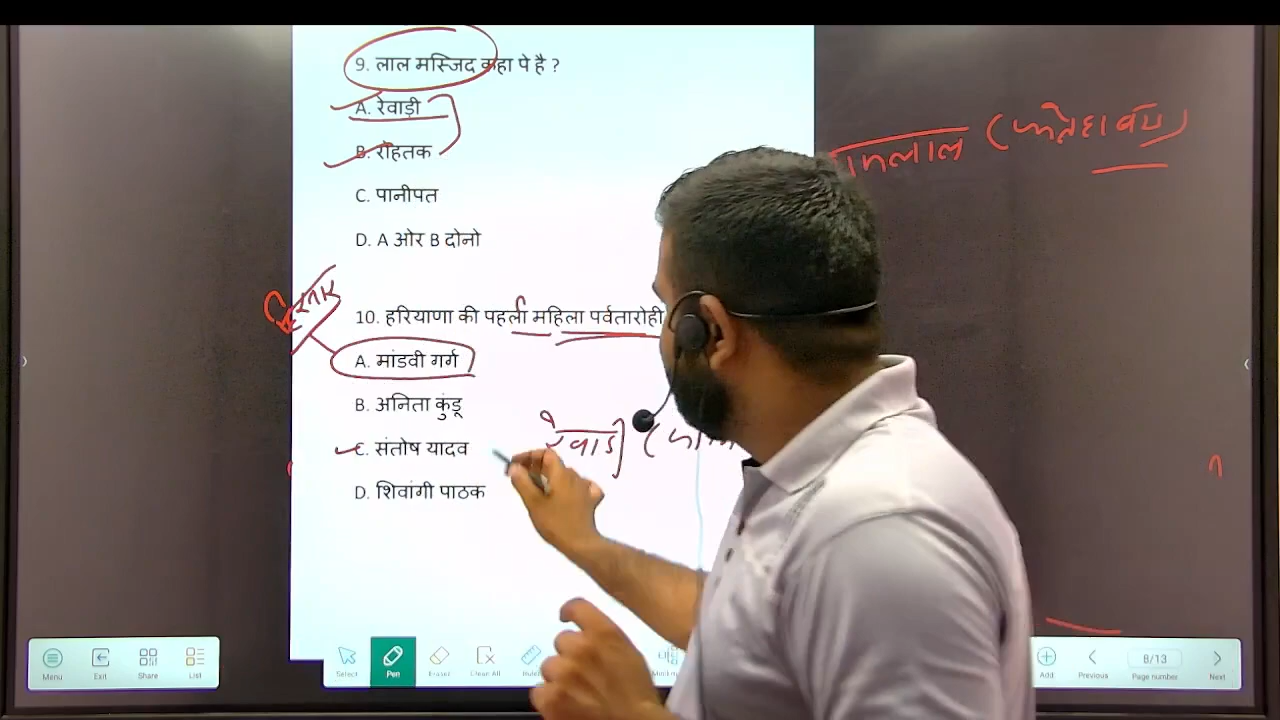 9. लाल मस्जिद कहा पे है ?
A. रेवाड़ी
B. रोहतक
C. पानीपत
D. A ओर B दोनो
10. हरियाणा की पहली महिला पर्वतारोही
A. मांडवी गर्ग
B. अनिता कुंडू
C. संतोष यादव
D. शिवांगी पाठक
रेवाड़ी
Menu
Exit
Share
List
Select
Pen
Eraser
Clean All
Add
Previous
8/13
Page number
Next